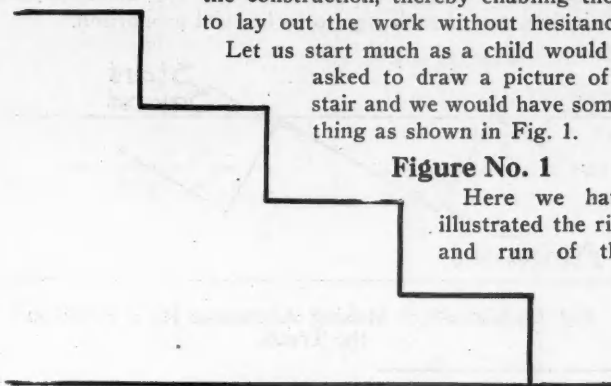 the construction, thereby enabling the
to lay out the work without hesitanc
Let us start much as a child would
asked to draw a picture of
stair and we would have som
thing as shown in Fig. 1.
Figure No. 1
Here we hav
illustrated the ri
and run of th